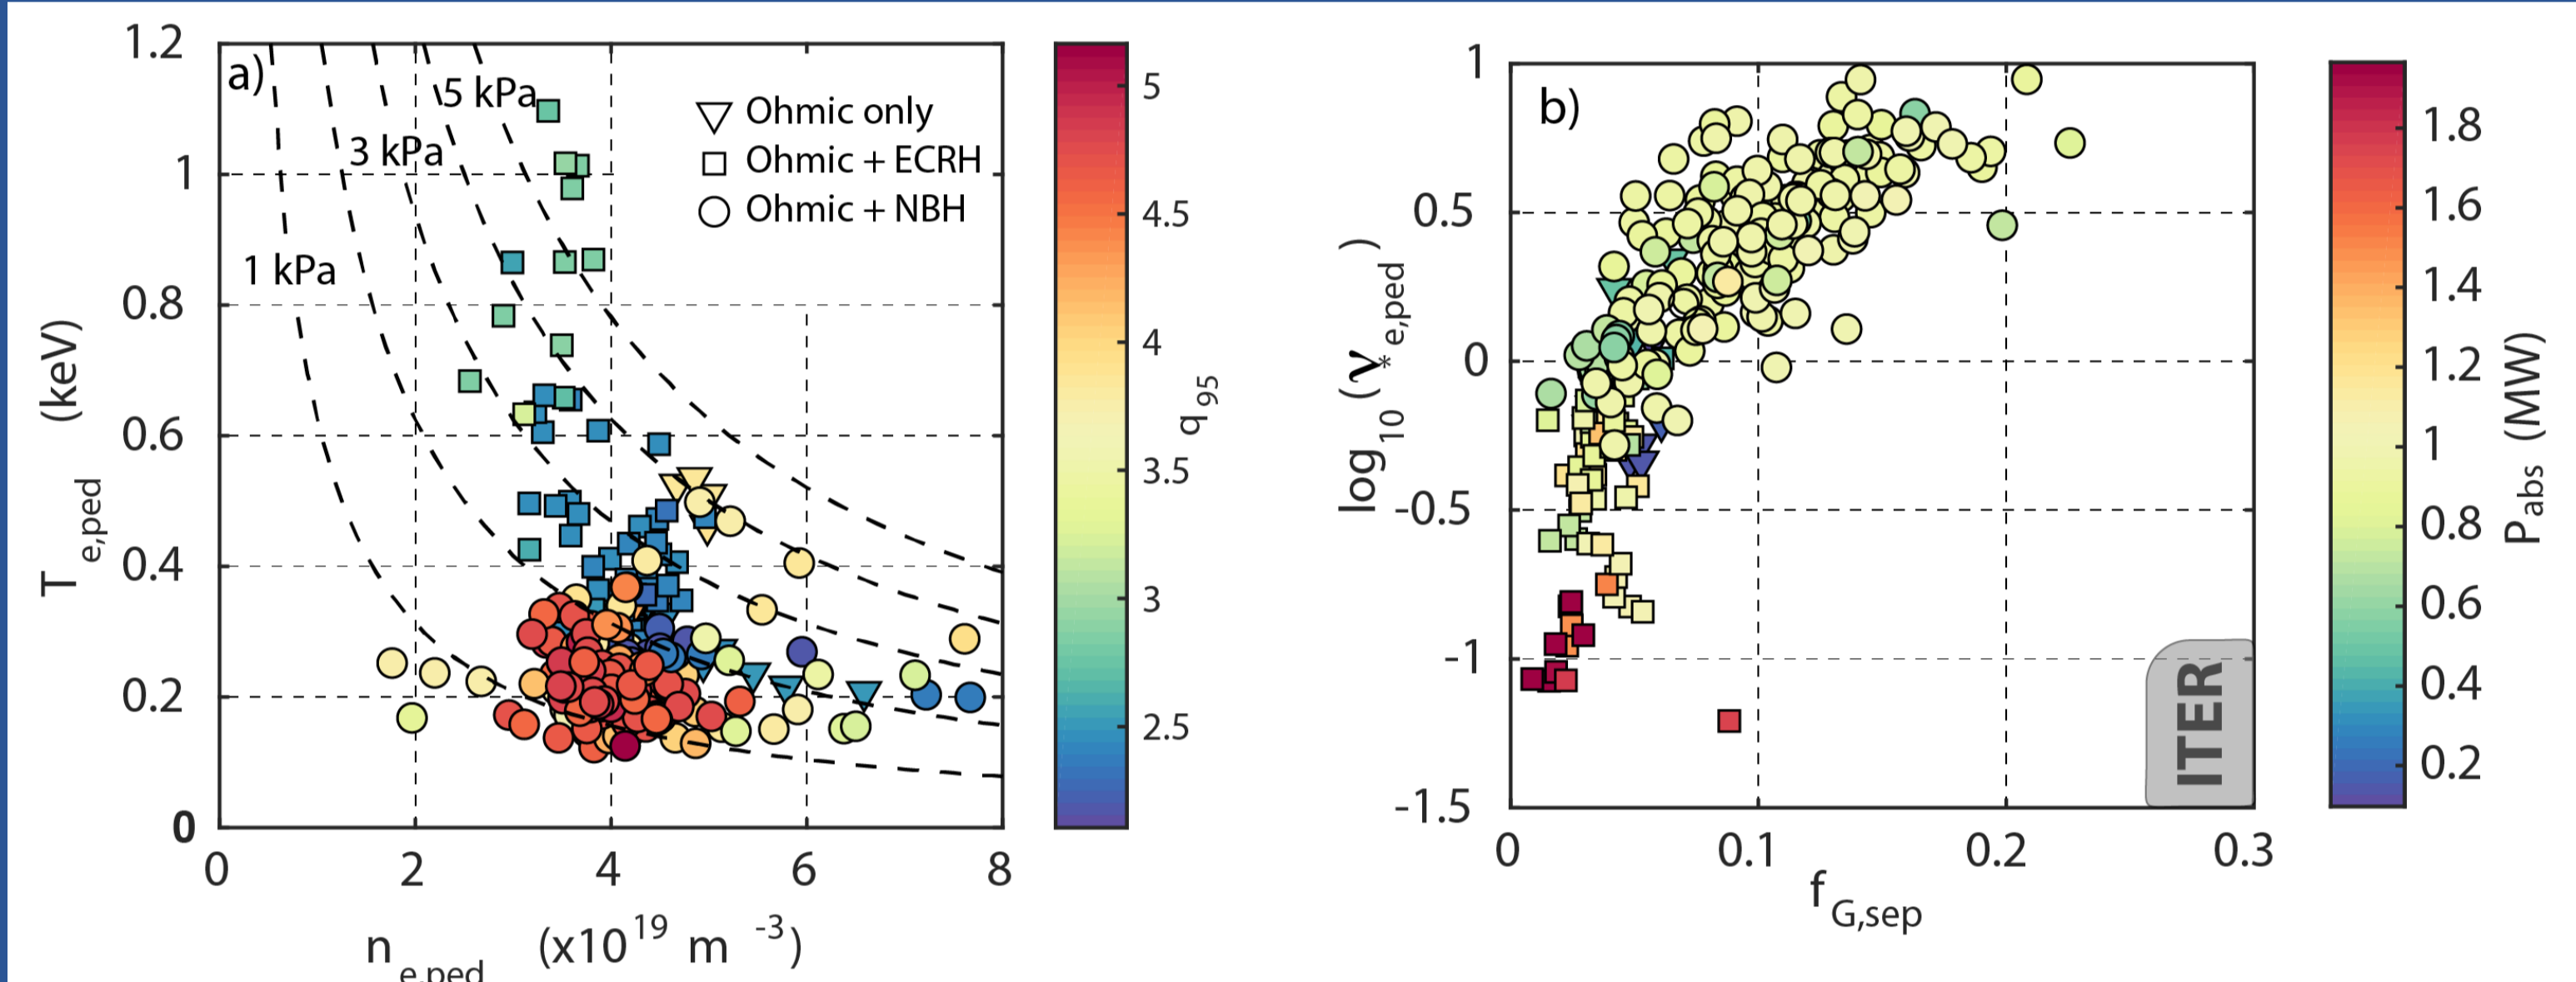 a)
1.2
1
0.8
0.6
0.4
0.2
0
0 2 4 6 8
T e,ped (keV)
n e,ped (x10 19 m -3)
5 kPa
3 kPa
1 kPa
Ohmic only
Ohmic + ECRH
Ohmic + NBH
5
4.5
4
3.5
3
2.5
q 95
b)
1
0.5
0
-0.5
-1
-1.5
0 0.1 0.2 0.3
log 10 (ν * e,ped)
f G,sep
ITER
1.8
1.6
1.4
1.2
1
0.8
0.6
0.4
0.2
P abs (MW)